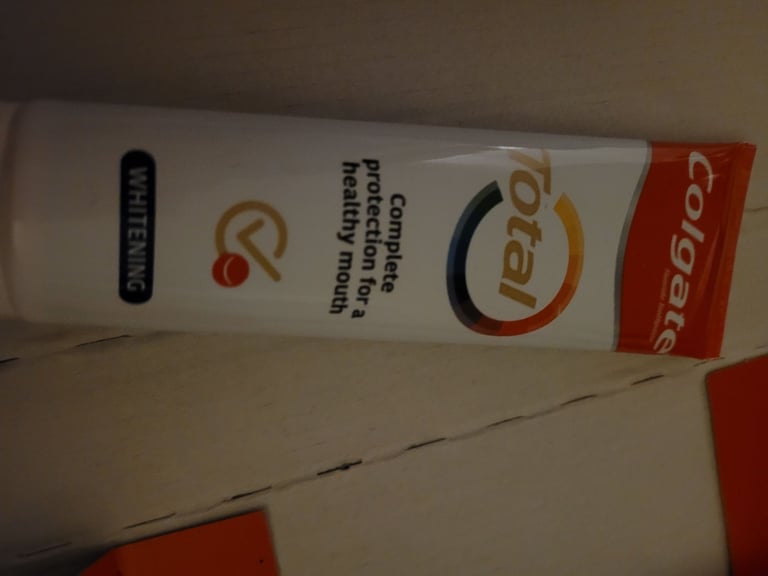 Colgate
Total
Complete
protection for a
healthy mouth
WHITENING